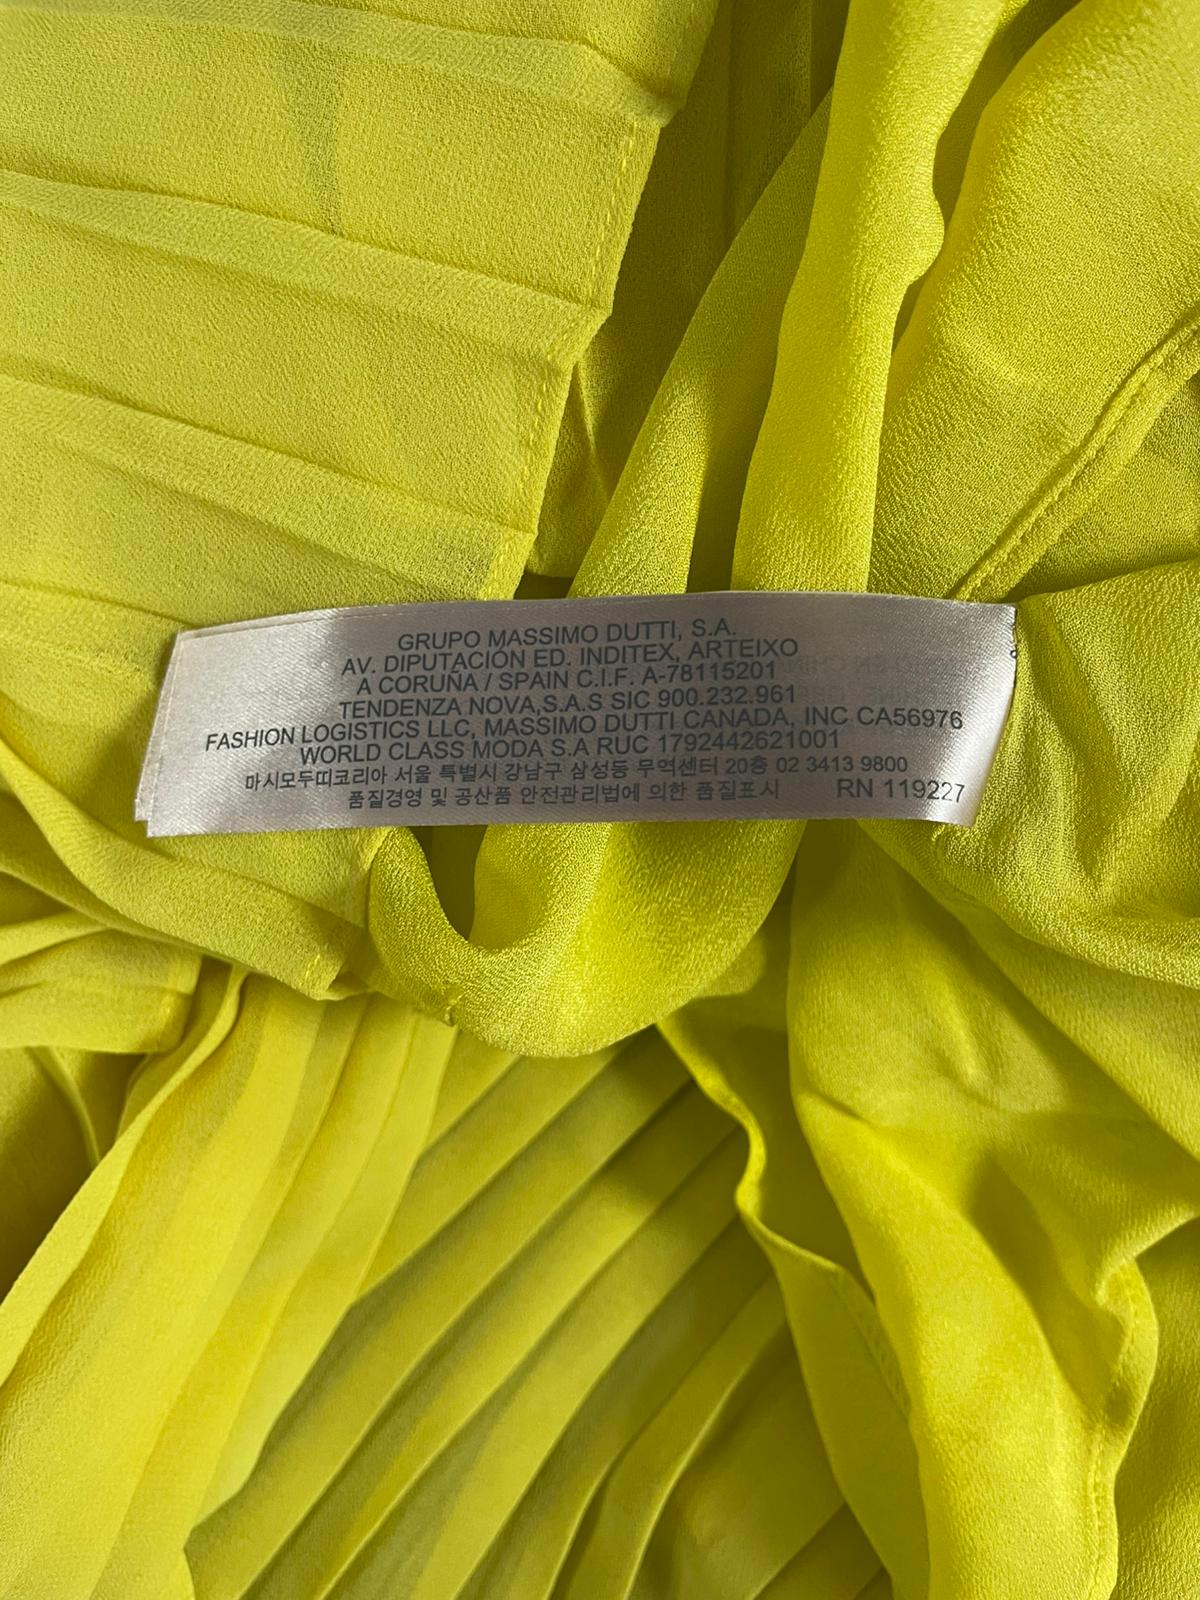 GRUPO MASSIMO DUTTI, S.A.
AV. DIPUTACIÓN ED. INDITEX, ARTEIXO
A CORUÑA / SPAIN C.I.F. A-78115201
TENDENZA NOVA,S.A.S SIC 900.232.961
FASHION LOGISTICS LLC, MASSIMO DUTTI CANADA, INC CA56976
WORLD CLASS MODA S.A RUC 1792442621001
마시모두띠코리아 서울 특별시 강남구 삼성동 무역센터 20층 02 3413 9800
품질경영 및 공산품 안전관리법에 의한 품질표시 RN 119227